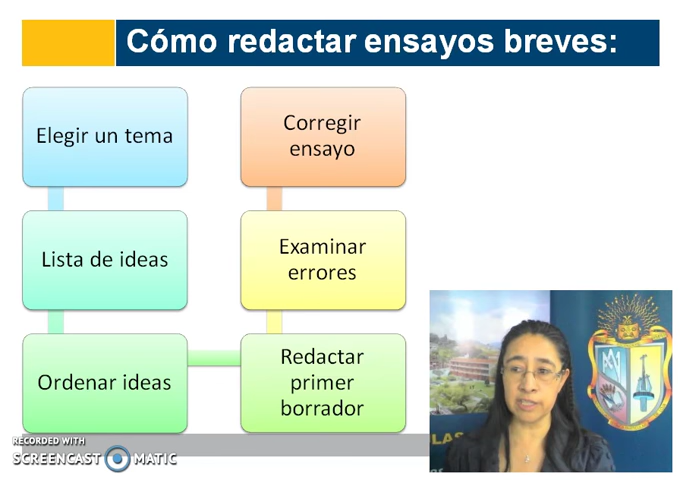 Cómo redactar ensayos breves:
Elegir un tema
Lista de ideas
Ordenar ideas
Redactar
primer
borrador
Examinar
errores
Corregir
ensayo
RECORDED WITH
SCREENCAST MATIC